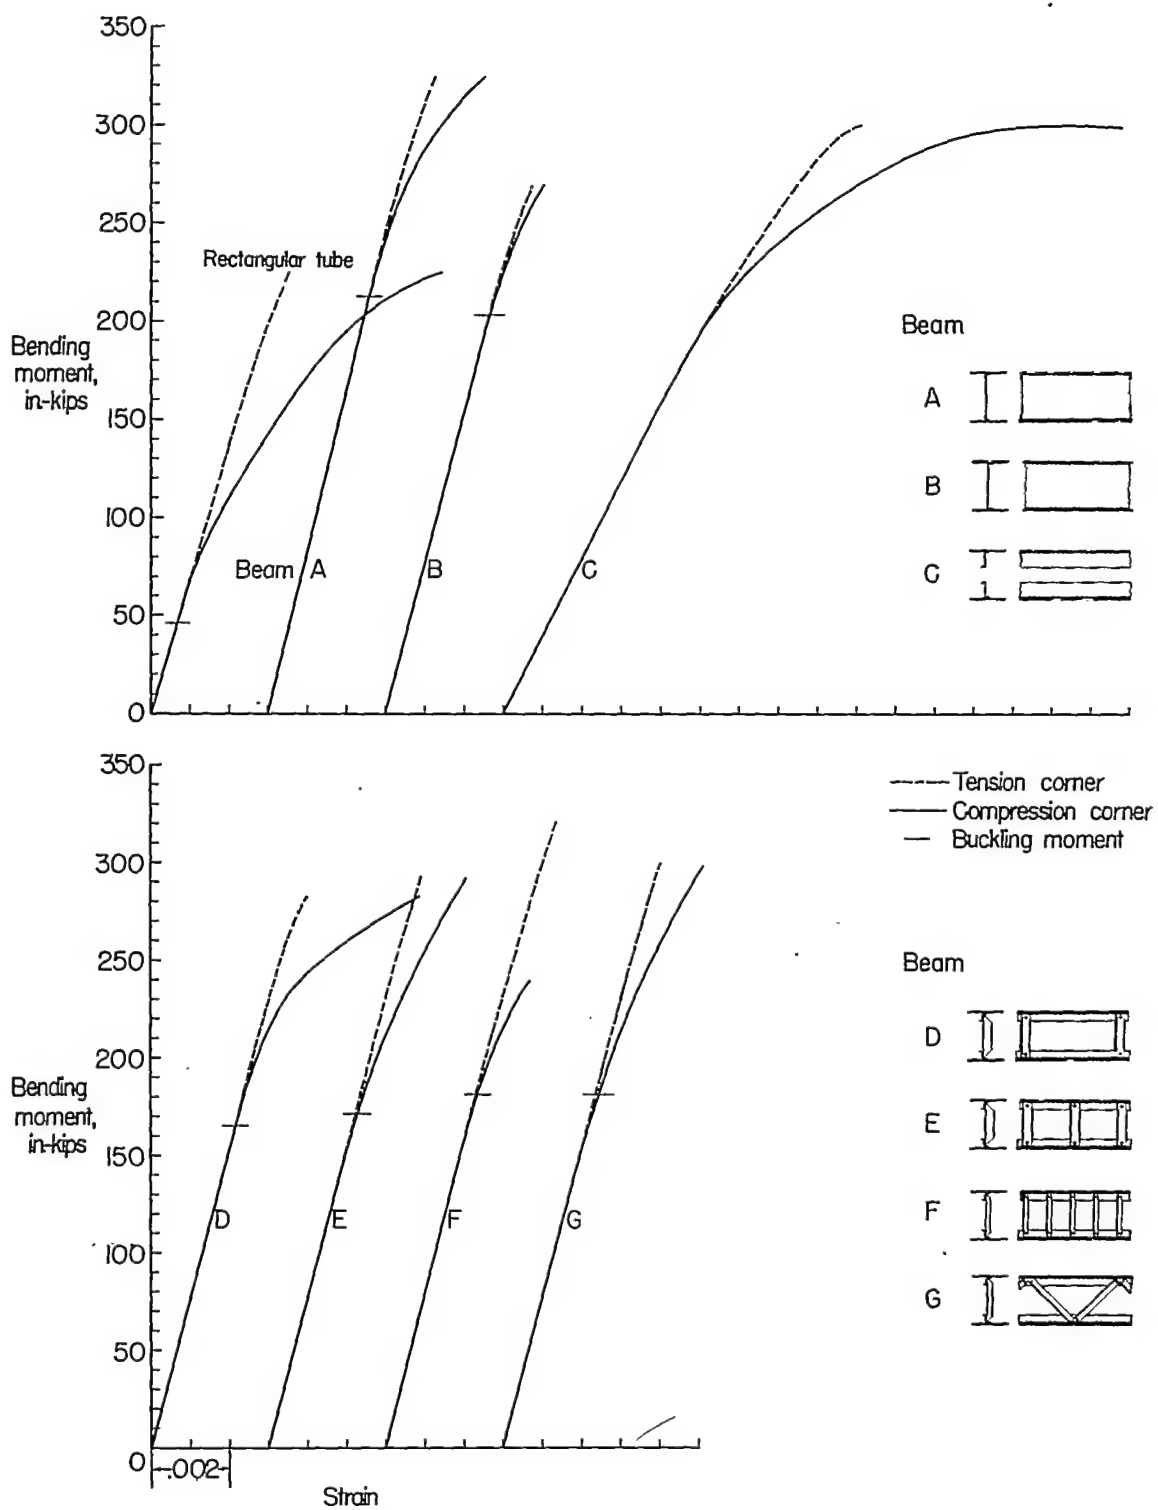 350
300
250
200
150
100
50
0
Bending
moment,
in-kips
Rectangular tube
Beam A
B
C
Beam
A
B
C
350
300
250
200
150
100
50
0
Bending
moment,
in-kips
Tension corner
Compression corner
Buckling moment
D
E
F
G
Beam
D
E
F
G
.002
Strain